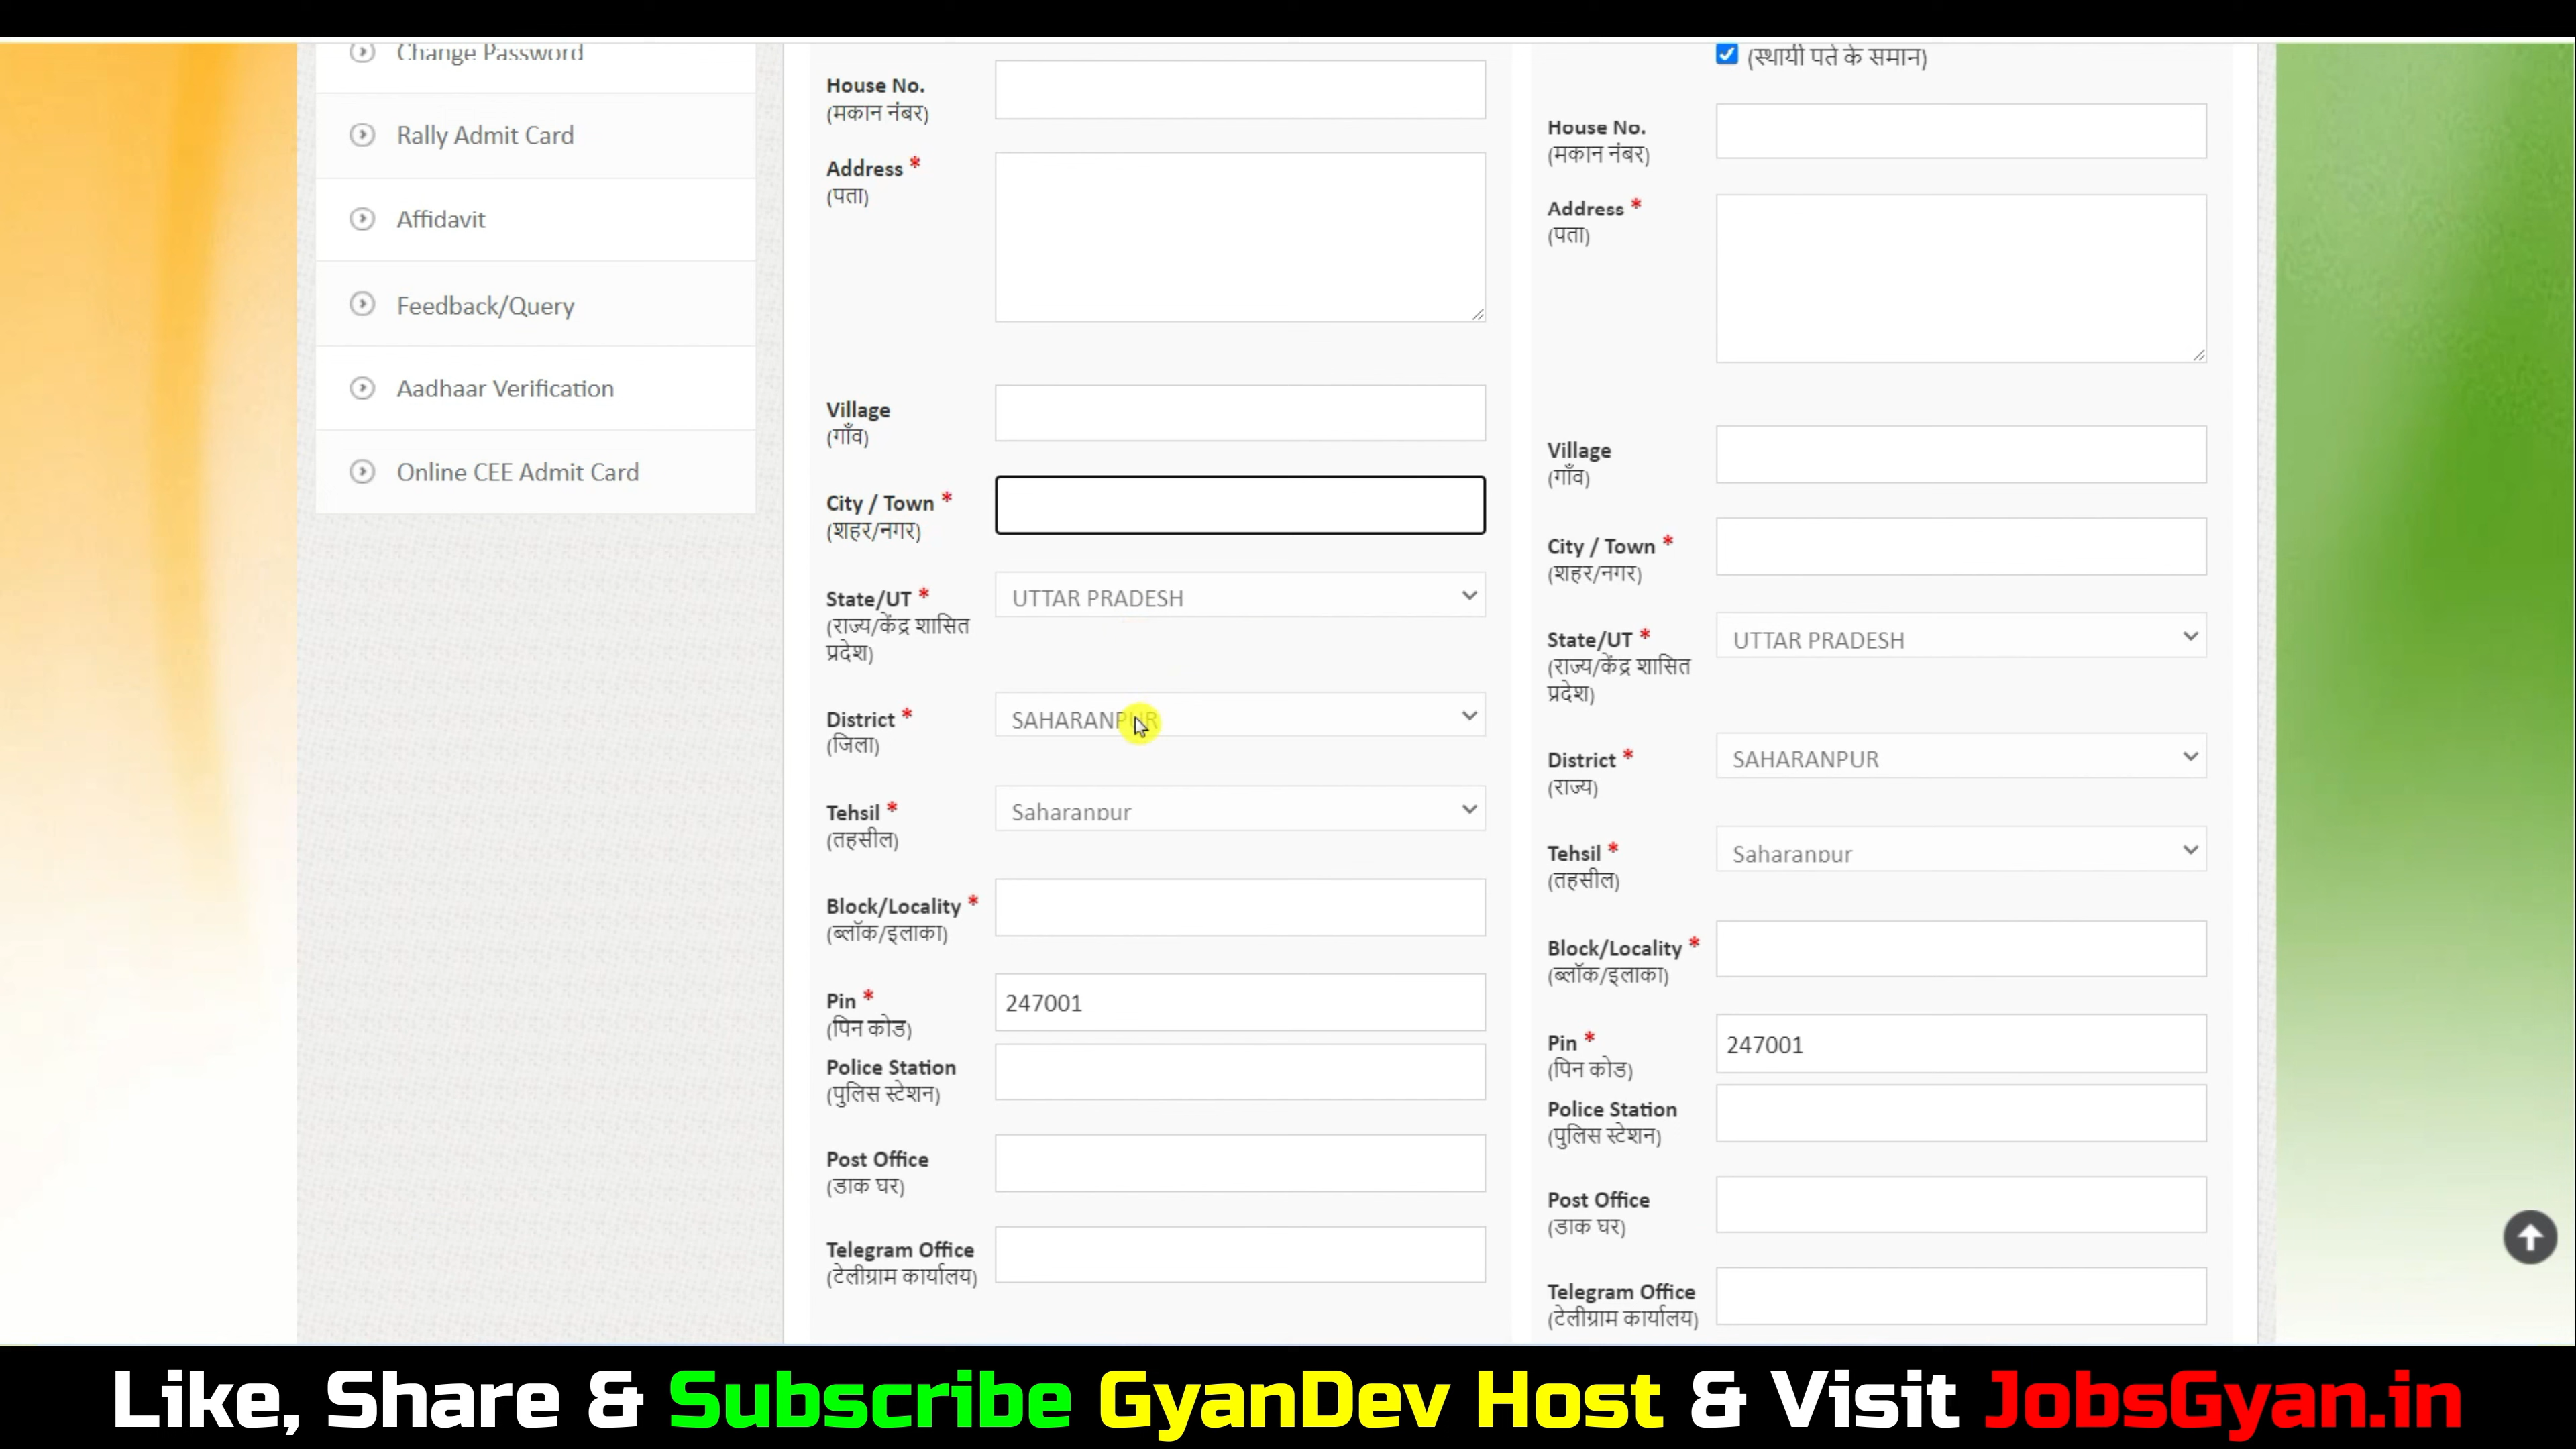 Change Password
Rally Admit Card
Affidavit
Feedback/Query
Aadhaar Verification
Online CEE Admit Card
House No.
(मकान नंबर)
Address *
(पता)
Village
(गाँव)
City / Town *
(शहर/नगर)
State/UT *
(राज्य/केंद्र शासित
प्रदेश)
UTTAR PRADESH
District *
(जिला)
SAHARANPUR
Tehsil *
(तहसील)
Saharanpur
Block/Locality *
(ब्लॉक/इलाका)
Pin *
(पिन कोड)
247001
Police Station
(पुलिस स्टेशन)
Post Office
(डाक घर)
Telegram Office
(टेलीग्राम कार्यालय)
(स्थायी पते के समान)
House No.
(मकान नंबर)
Address *
(पता)
Village
(गाँव)
City / Town *
(शहर/नगर)
State/UT *
(राज्य/केंद्र शासित
प्रदेश)
UTTAR PRADESH
District *
(राज्य)
SAHARANPUR
Tehsil *
(तहसील)
Saharanpur
Block/Locality *
(ब्लॉक/इलाका)
Pin *
(पिन कोड)
247001
Police Station
(पुलिस स्टेशन)
Post Office
(डाक घर)
Telegram Office
(टेलीग्राम कार्यालय)
Like, Share & Subscribe GyanDev Host & Visit JobsGyan.in